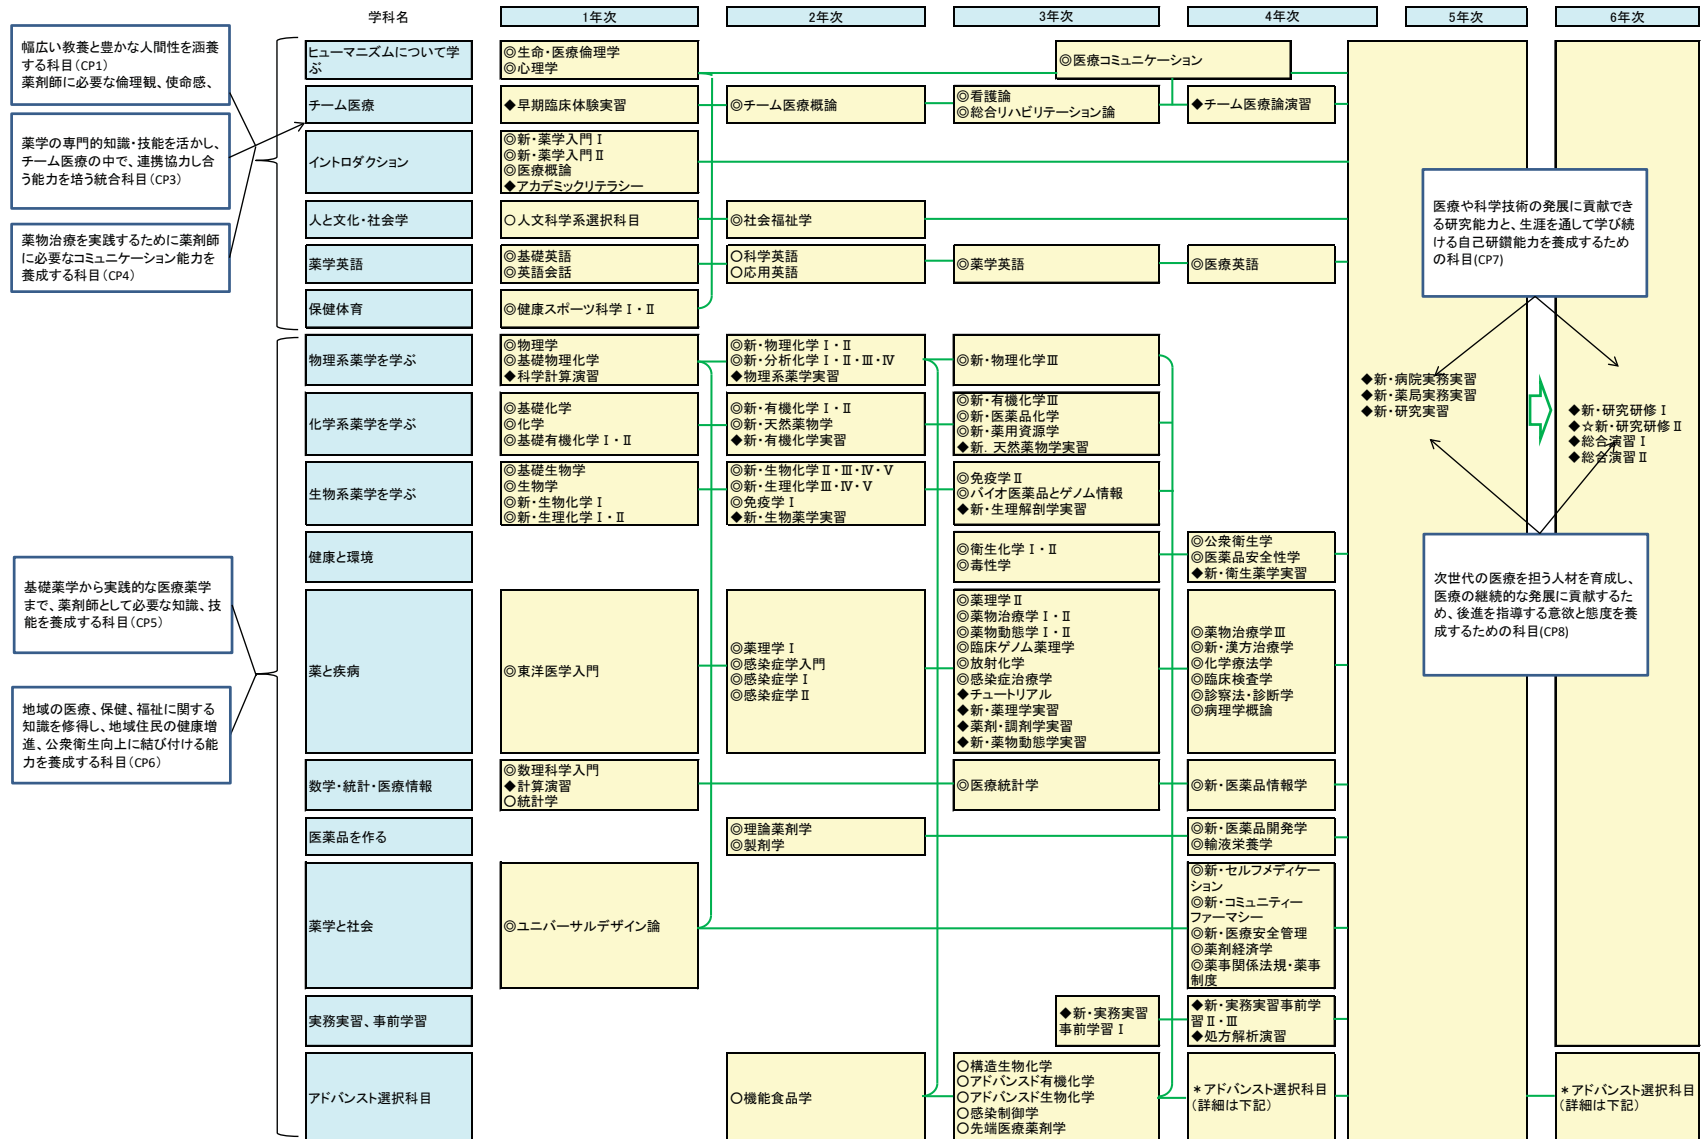 学科名
1年次
2年次
3年次
4年次
5年次
6年次
幅広い教養と豊かな人間性を涵養
する科目(CP1)
薬剤師に必要な倫理観、使命感、
薬学の専門的知識・技能を活かし、
チーム医療の中で、連携協力し合
う能力を培う統合科目(CP3)
薬物治療を実践するために薬剤師
に必要なコミュニケーション能力を
養成する科目(CP4)
基礎薬学から実践的な医療薬学
まで、薬剤師として必要な知識、技
能を養成する科目(CP5)
地域の医療、保健、福祉に関する
知識を修得し、地域住民の健康増
進、公衆衛生向上に結び付ける能
力を養成する科目(CP6)
ヒューマニズムについて学
ぶ
◎生命・医療倫理学
◎心理学
◎医療コミュニケーション
チーム医療
◆早期臨床体験実習
◎チーム医療概論
◎看護論
◎総合リハビリテーション論
◆チーム医療論演習
イントロダクション
◎新・薬学入門Ⅰ
◎新・薬学入門Ⅱ
◎医療概論
◆アカデミックリテラシー
人と文化・社会学
○人文科学系選択科目
◎社会福祉学
薬学英語
◎基礎英語
◎英語会話
○科学英語
○応用英語
◎薬学英語
◎医療英語
保健体育
◎健康スポーツ科学Ⅰ・Ⅱ
物理系薬学を学ぶ
◎物理学
◎基礎物理化学
◆科学計算演習
◎新・物理化学Ⅰ・Ⅱ
◎新・分析化学Ⅰ・Ⅱ・Ⅲ・Ⅳ
◆物理系薬学実習
◎新・物理化学Ⅲ
化学系薬学を学ぶ
◎基礎化学
◎化学
◎基礎有機化学Ⅰ・Ⅱ
◎新・有機化学Ⅰ・Ⅱ
◎新・天然薬物学
◆新・有機化学実習
◎新・有機化学Ⅲ
◎新・医薬品化学
◎新・薬用資源学
◆新．天然薬物学実習
生物系薬学を学ぶ
◎基礎生物学
◎生物学
◎新・生物化学Ⅰ
◎新・生理化学Ⅰ・Ⅱ
◎新・生物化学Ⅱ・Ⅲ・Ⅳ・Ⅴ
◎新・生理化学Ⅲ・Ⅳ・Ⅴ
◎免疫学Ⅰ
◆新・生物薬学実習
◎免疫学Ⅱ
◎バイオ医薬品とゲノム情報
◆新・生理解剖学実習
健康と環境
◎衛生化学Ⅰ・Ⅱ
◎毒性学
◎公衆衛生学
◎医薬品安全性学
◆新・衛生薬学実習
薬と疾病
◎東洋医学入門
◎薬理学Ⅰ
◎感染症学入門
◎感染症学Ⅰ
◎感染症学Ⅱ
◎薬理学Ⅱ
◎薬物治療学Ⅰ・Ⅱ
◎薬物動態学Ⅰ・Ⅱ
◎臨床ゲノム薬理学
◎放射化学
◎感染症治療学
◆チュートリアル
◆新・薬理学実習
◆薬剤・調剤学実習
◆新・薬物動態学実習
◎薬物治療学Ⅲ
◎新・漢方治療学
◎化学療法学
◎臨床検査学
◎診察法・診断学
◎病理学概論
数学・統計・医療情報
◎数理科学入門
◆計算演習
○統計学
◎医療統計学
◎新・医薬品情報学
医薬品を作る
◎理論薬剤学
◎製剤学
◎新・医薬品開発学
◎輸液栄養学
薬学と社会
◎ユニバーサルデザイン論
◎新・セルフメディケー
ション
◎新・コミュニティー
ファーマシー
◎新・医療安全管理
◎薬剤経済学
◎薬事関係法規・薬事
制度
実務実習、事前学習
◆新・実務実習
事前学習Ⅰ
◆新・実務実習事前学
習Ⅱ・Ⅲ
◆処方解析演習
アドバンスト選択科目
○機能食品学
○構造生物化学
○アドバンスド有機化学
○アドバンスド生物化学
○感染制御学
○先端医療薬剤学
＊アドバンスト選択科目
(詳細は下記)
＊アドバンスト選択科目
(詳細は下記)
医療や科学技術の発展に貢献でき
る研究能力と、生涯を通して学び続
ける自己研鑽能力を養成するため
の科目(CP7)
◆新・病院実務実習
◆新・薬局実務実習
◆新・研究実習
◆新・研究研修Ⅰ
◆☆新・研究研修Ⅱ
◆総合演習Ⅰ
◆総合演習Ⅱ
次世代の医療を担う人材を育成し、
医療の継続的な発展に貢献するた
め、後進を指導する意欲と態度を養
成するための科目(CP8)